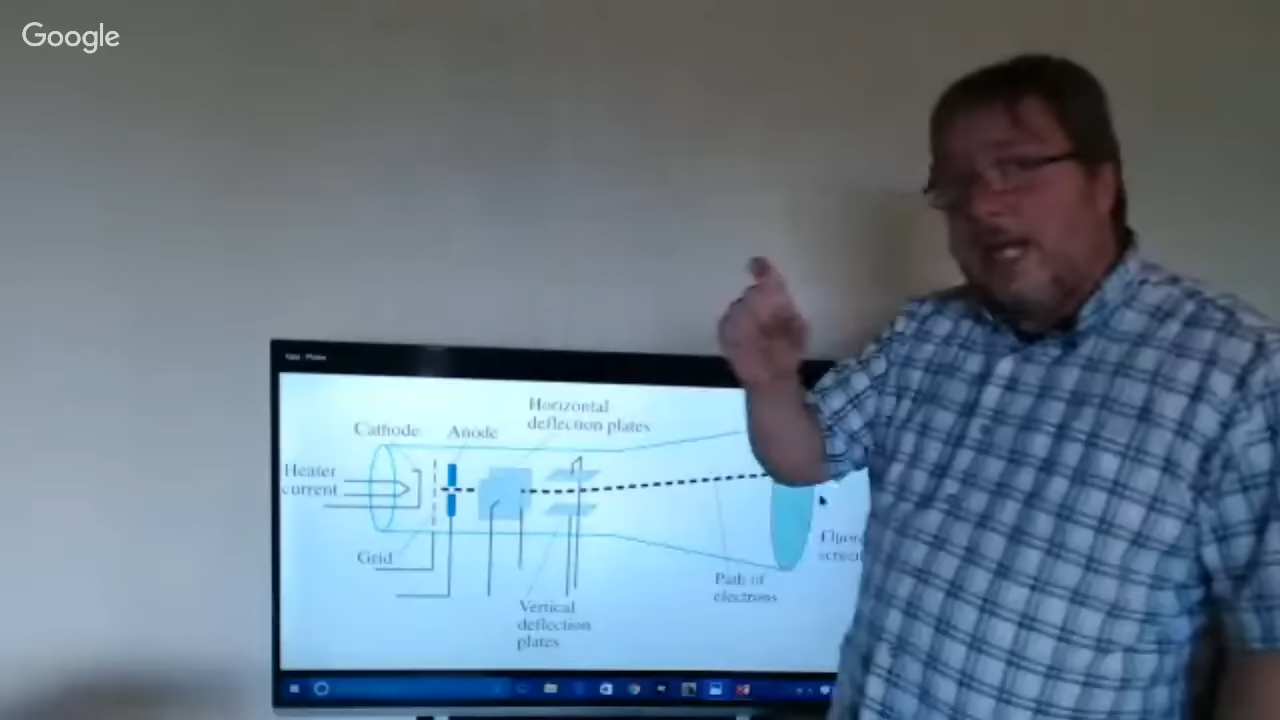 Google
Horizontal
deflection plates
Cathode
Anode
Heater
current
Grid
Path of
electrons
Vertical
deflection
plates